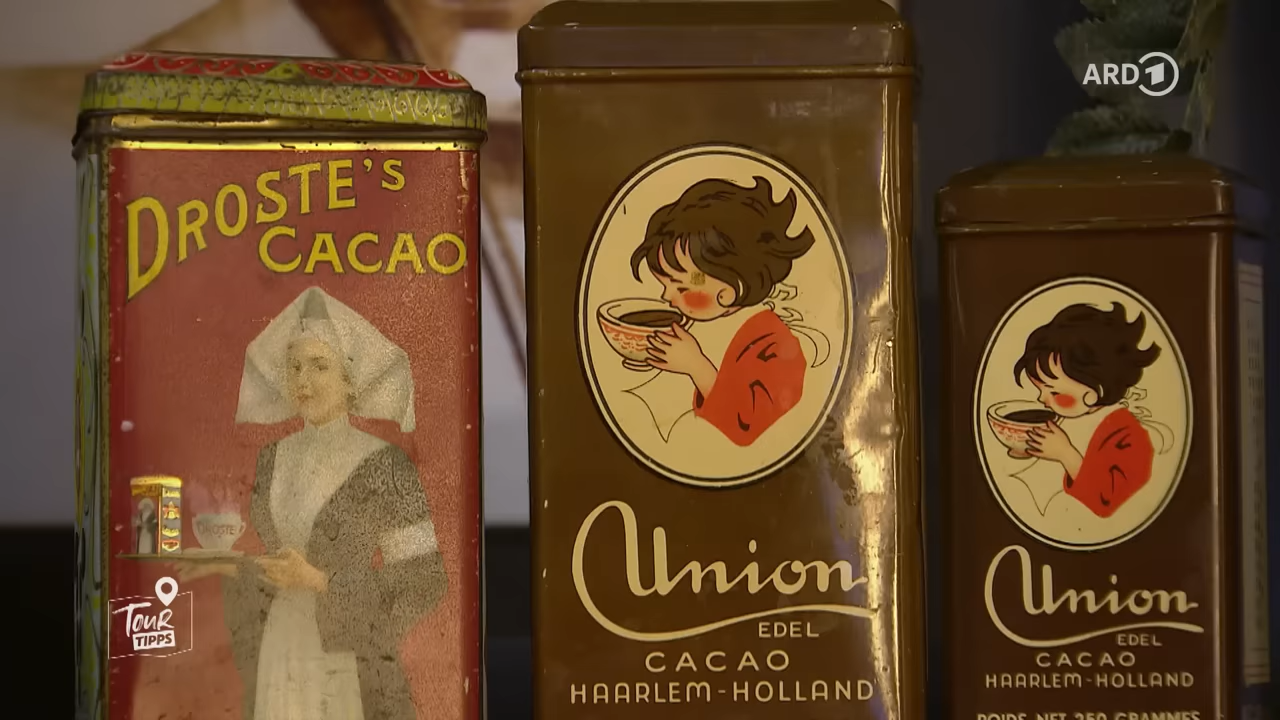 ARD 1
DROSTE'S
CACAO
DROSTE'
TOUR
TIPPS
Union
EDEL
CACAO
HAARLEM-HOLLAND
Union
EDEL
CACAO
HAARLEM-HOLLAND
POIDS NET 250 GRAMMES